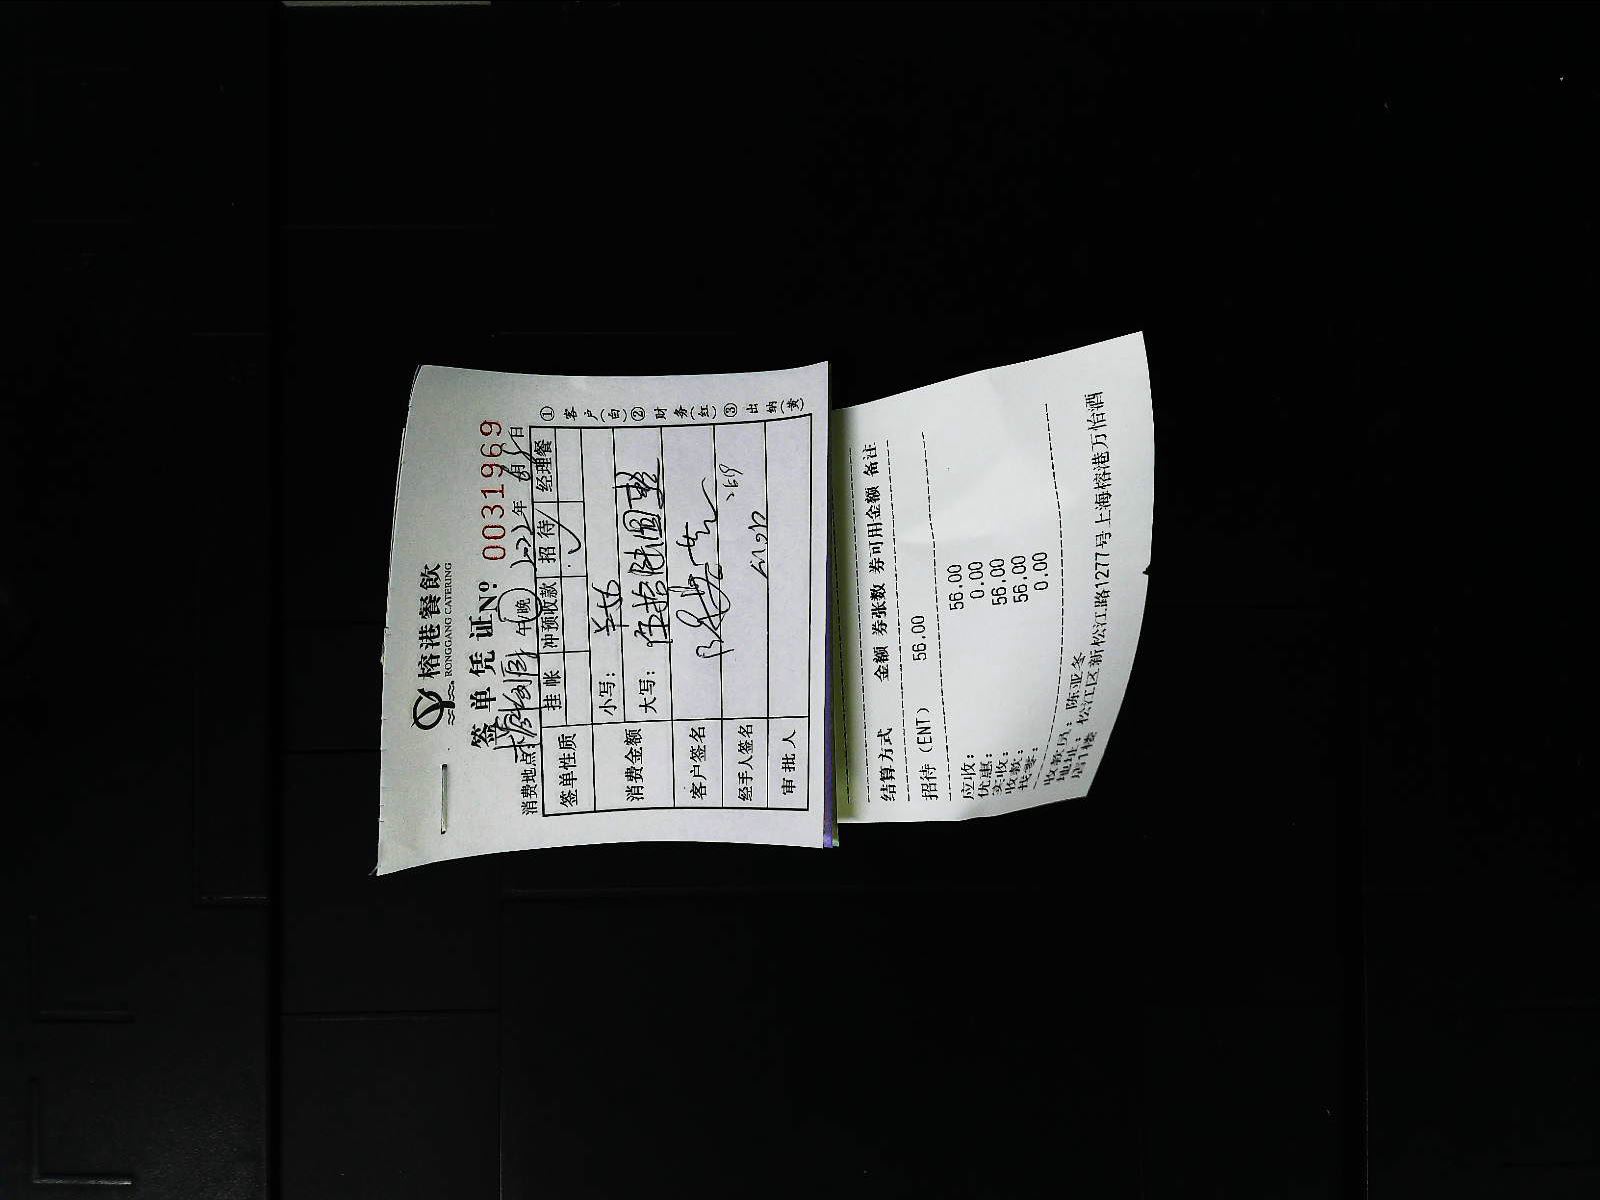 榕港餐飲
RONGGANG CATERING
签单凭证 Nº 0031969
消费地点: 午/晚 年 月 日
签单性质 挂帐 冲预收款 招待 ✓ 经理餐
消费金额 小写: ¥56
大写: 伍拾陆圆整
客户签名
经手人签名
审批人
①客户(白)②财务(红)③出纳(黄)
结算方式 金额 券张数 券可用金额 备注
招待(ENT) 56.00
应收: 56.00
优惠: 0.00
实收: 56.00
收款: 56.00
找零: 0.00
收款员: 陈亚冬
地址: 松江区新松江路1277号上海榕港万怡酒
店1楼